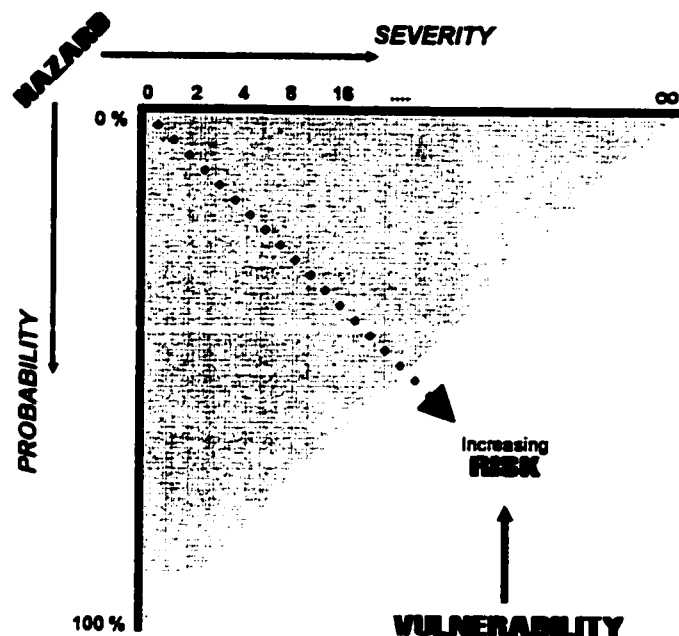 HAZARD
SEVERITY
0 2 4 8 16 .... ∞
0 %
PROBABILITY
Increasing
RISK
100 %
VULNERABILITY